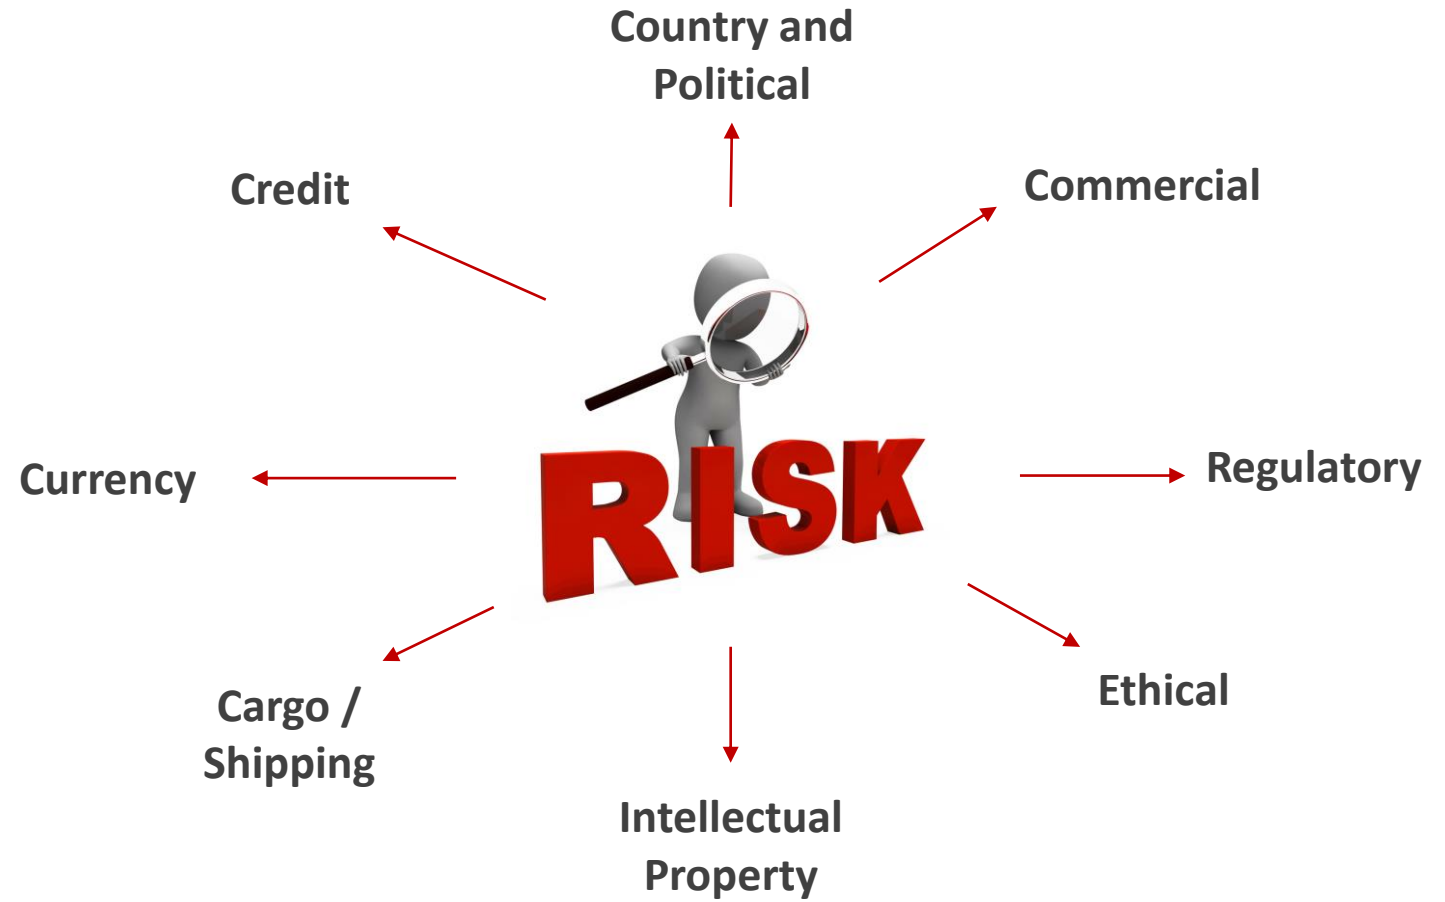 Country and
Political
Credit
Commercial
Currency
RISK
Regulatory
Cargo /
Shipping
Ethical
Intellectual
Property